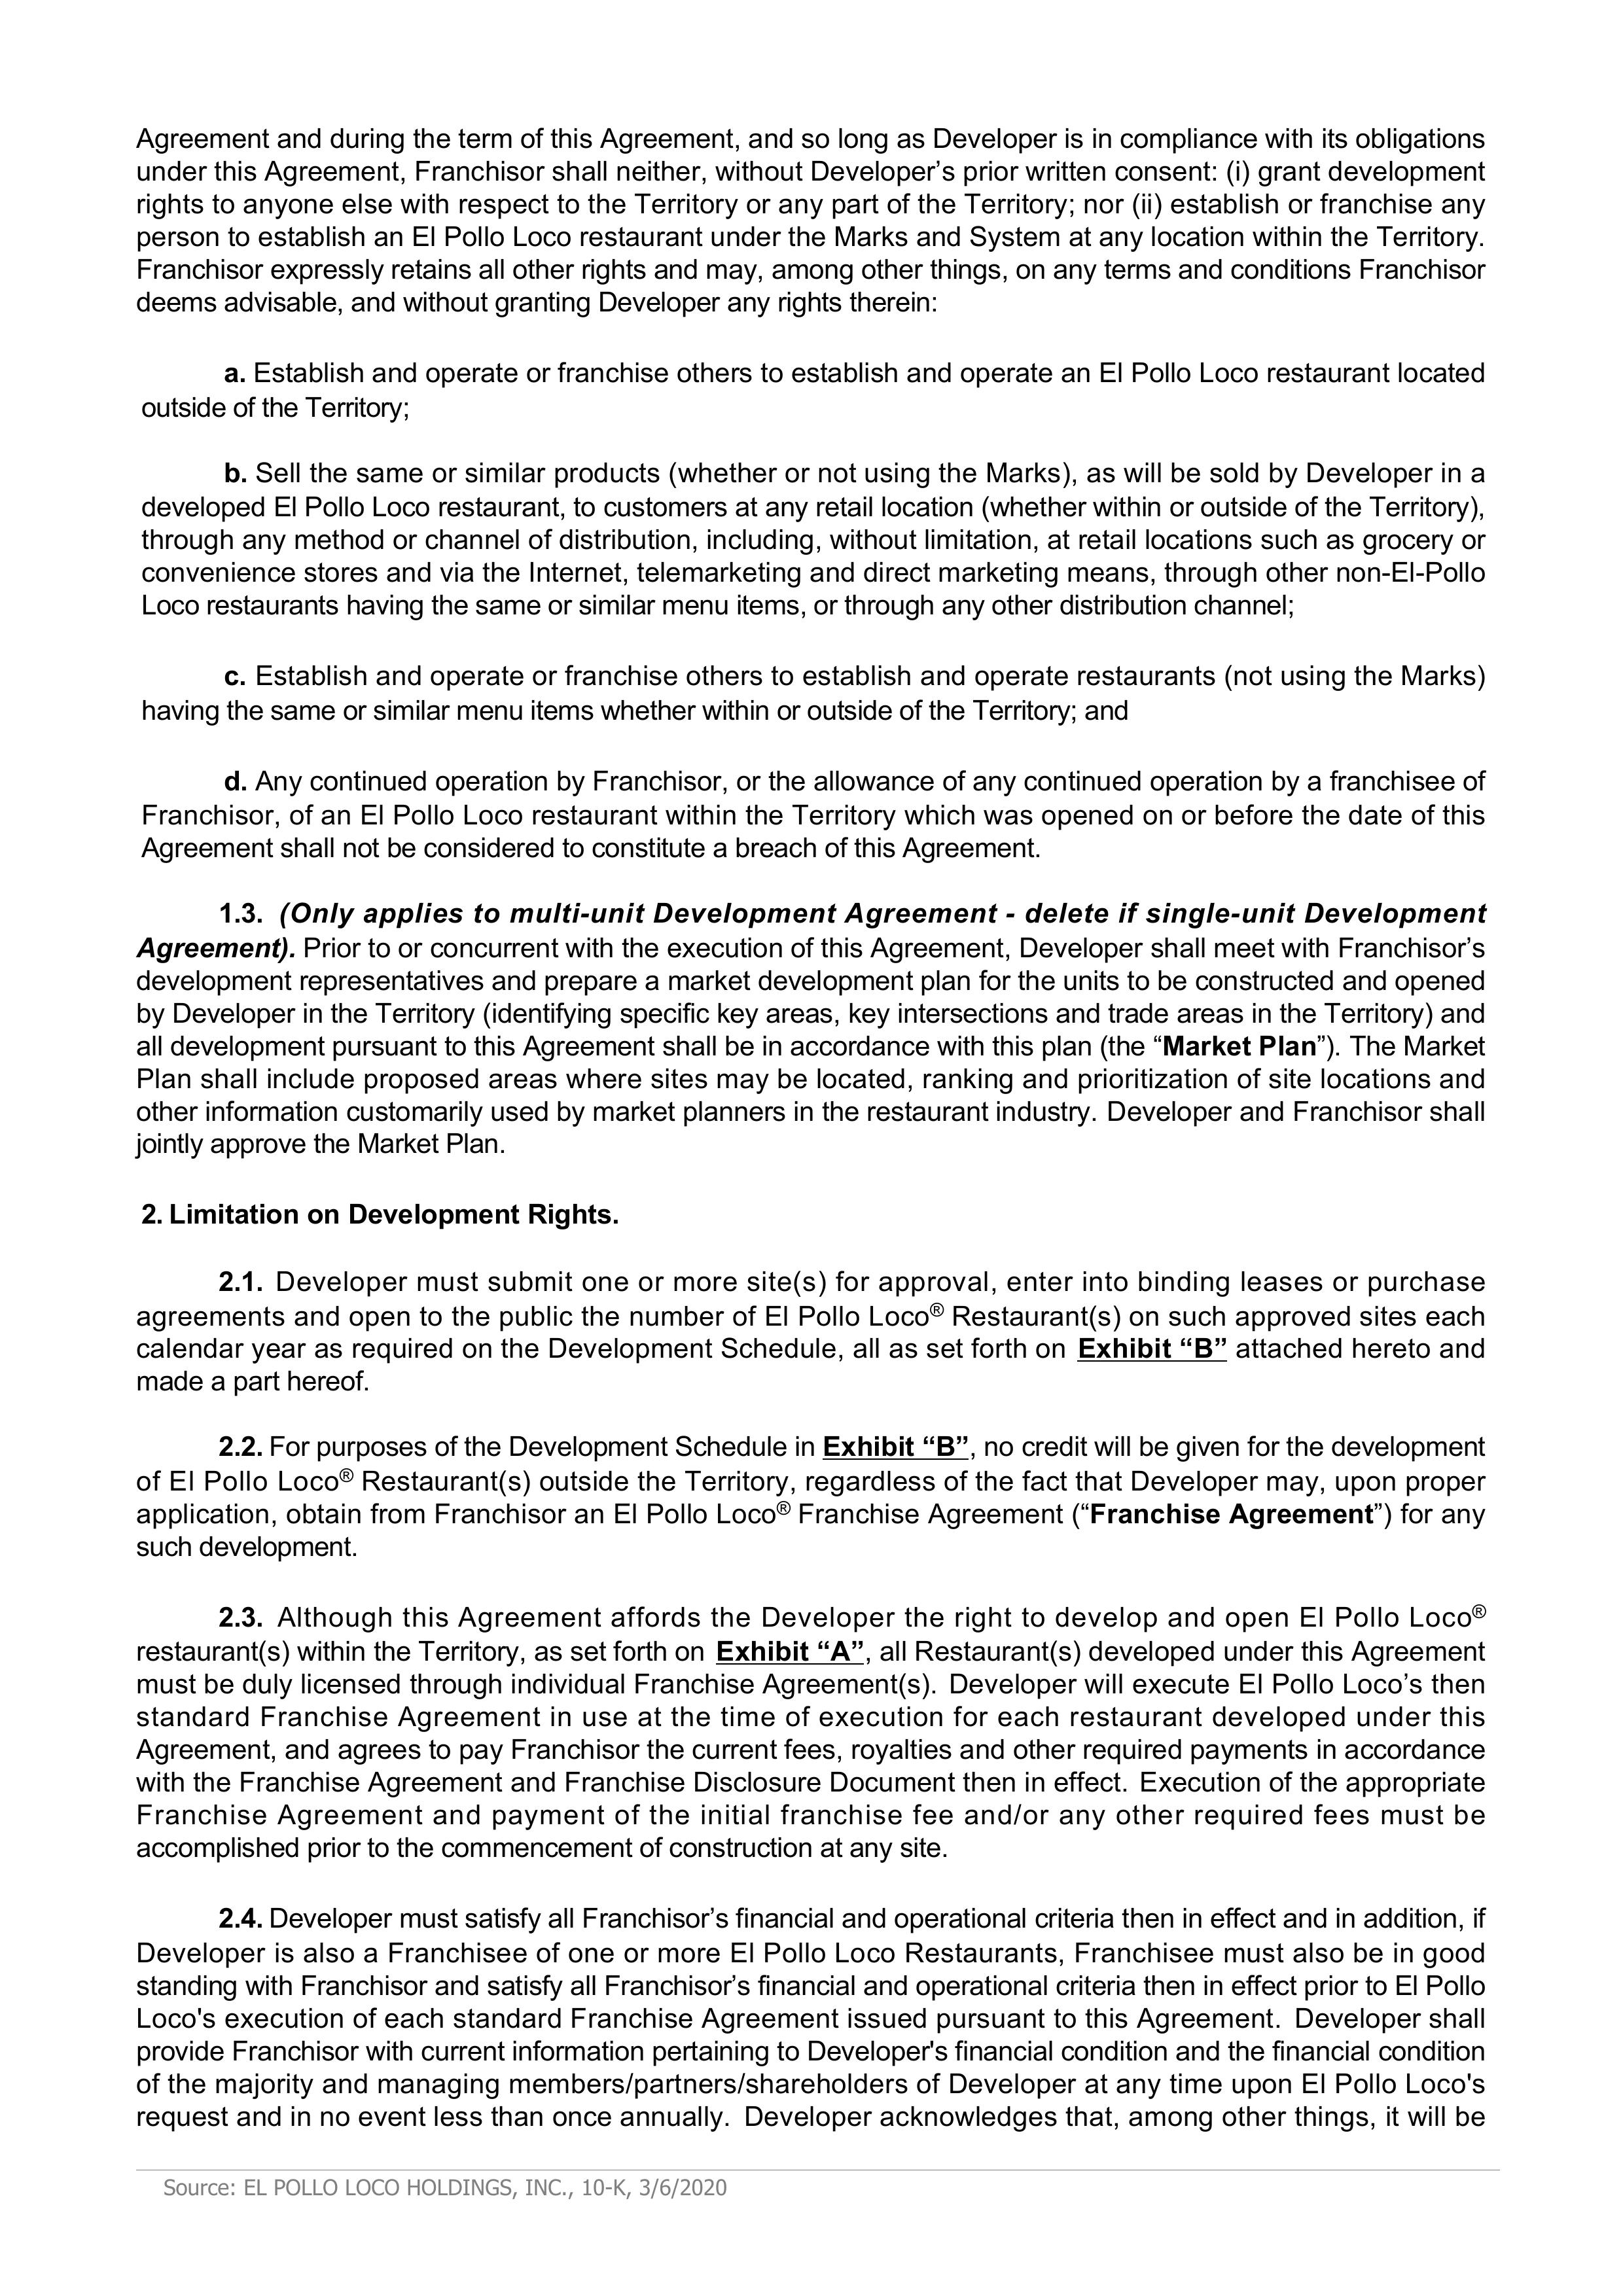 Agreement and during the term of this Agreement, and so long as Developer is in compliance with its obligations
under this Agreement, Franchisor shall neither, without Developer’s prior written consent: (i) grant development
rights to anyone else with respect to the Territory or any part of the Territory; nor (ii) establish or franchise any
person to establish an El Pollo Loco restaurant under the Marks and System at any location within the Territory.
Franchisor expressly retains all other rights and may, among other things, on any terms and conditions Franchisor
deems advisable, and without granting Developer any rights therein:
a. Establish and operate or franchise others to establish and operate an El Pollo Loco restaurant located
outside of the Territory;
b. Sell the same or similar products (whether or not using the Marks), as will be sold by Developer in a
developed El Pollo Loco restaurant, to customers at any retail location (whether within or outside of the Territory),
through any method or channel of distribution, including, without limitation, at retail locations such as grocery or
convenience stores and via the Internet, telemarketing and direct marketing means, through other non-El-Pollo
Loco restaurants having the same or similar menu items, or through any other distribution channel;
c. Establish and operate or franchise others to establish and operate restaurants (not using the Marks)
having the same or similar menu items whether within or outside of the Territory; and
d. Any continued operation by Franchisor, or the allowance of any continued operation by a franchisee of
Franchisor, of an El Pollo Loco restaurant within the Territory which was opened on or before the date of this
Agreement shall not be considered to constitute a breach of this Agreement.
1.3. (Only applies to multi-unit Development Agreement - delete if single-unit Development
Agreement). Prior to or concurrent with the execution of this Agreement, Developer shall meet with Franchisor’s
development representatives and prepare a market development plan for the units to be constructed and opened
by Developer in the Territory (identifying specific key areas, key intersections and trade areas in the Territory) and
all development pursuant to this Agreement shall be in accordance with this plan (the “Market Plan”). The Market
Plan shall include proposed areas where sites may be located, ranking and prioritization of site locations and
other information customarily used by market planners in the restaurant industry. Developer and Franchisor shall
jointly approve the Market Plan.
2. Limitation on Development Rights.
2.1. Developer must submit one or more site(s) for approval, enter into binding leases or purchase
agreements and open to the public the number of El Pollo Loco® Restaurant(s) on such approved sites each
calendar year as required on the Development Schedule, all as set forth on Exhibit “B” attached hereto and
made a part hereof.
2.2. For purposes of the Development Schedule in Exhibit “B”, no credit will be given for the development
of El Pollo Loco® Restaurant(s) outside the Territory, regardless of the fact that Developer may, upon proper
application, obtain from Franchisor an El Pollo Loco® Franchise Agreement (“Franchise Agreement”) for any
such development.
2.3. Although this Agreement affords the Developer the right to develop and open El Pollo Loco®
restaurant(s) within the Territory, as set forth on Exhibit “A”, all Restaurant(s) developed under this Agreement
must be duly licensed through individual Franchise Agreement(s). Developer will execute El Pollo Loco’s then
standard Franchise Agreement in use at the time of execution for each restaurant developed under this
Agreement, and agrees to pay Franchisor the current fees, royalties and other required payments in accordance
with the Franchise Agreement and Franchise Disclosure Document then in effect. Execution of the appropriate
Franchise Agreement and payment of the initial franchise fee and/or any other required fees must be
accomplished prior to the commencement of construction at any site.
2.4. Developer must satisfy all Franchisor’s financial and operational criteria then in effect and in addition, if
Developer is also a Franchisee of one or more El Pollo Loco Restaurants, Franchisee must also be in good
standing with Franchisor and satisfy all Franchisor’s financial and operational criteria then in effect prior to El Pollo
Loco's execution of each standard Franchise Agreement issued pursuant to this Agreement. Developer shall
provide Franchisor with current information pertaining to Developer's financial condition and the financial condition
of the majority and managing members/partners/shareholders of Developer at any time upon El Pollo Loco's
request and in no event less than once annually. Developer acknowledges that, among other things, it will be
Source: EL POLLO LOCO HOLDINGS, INC., 10-K, 3/6/2020